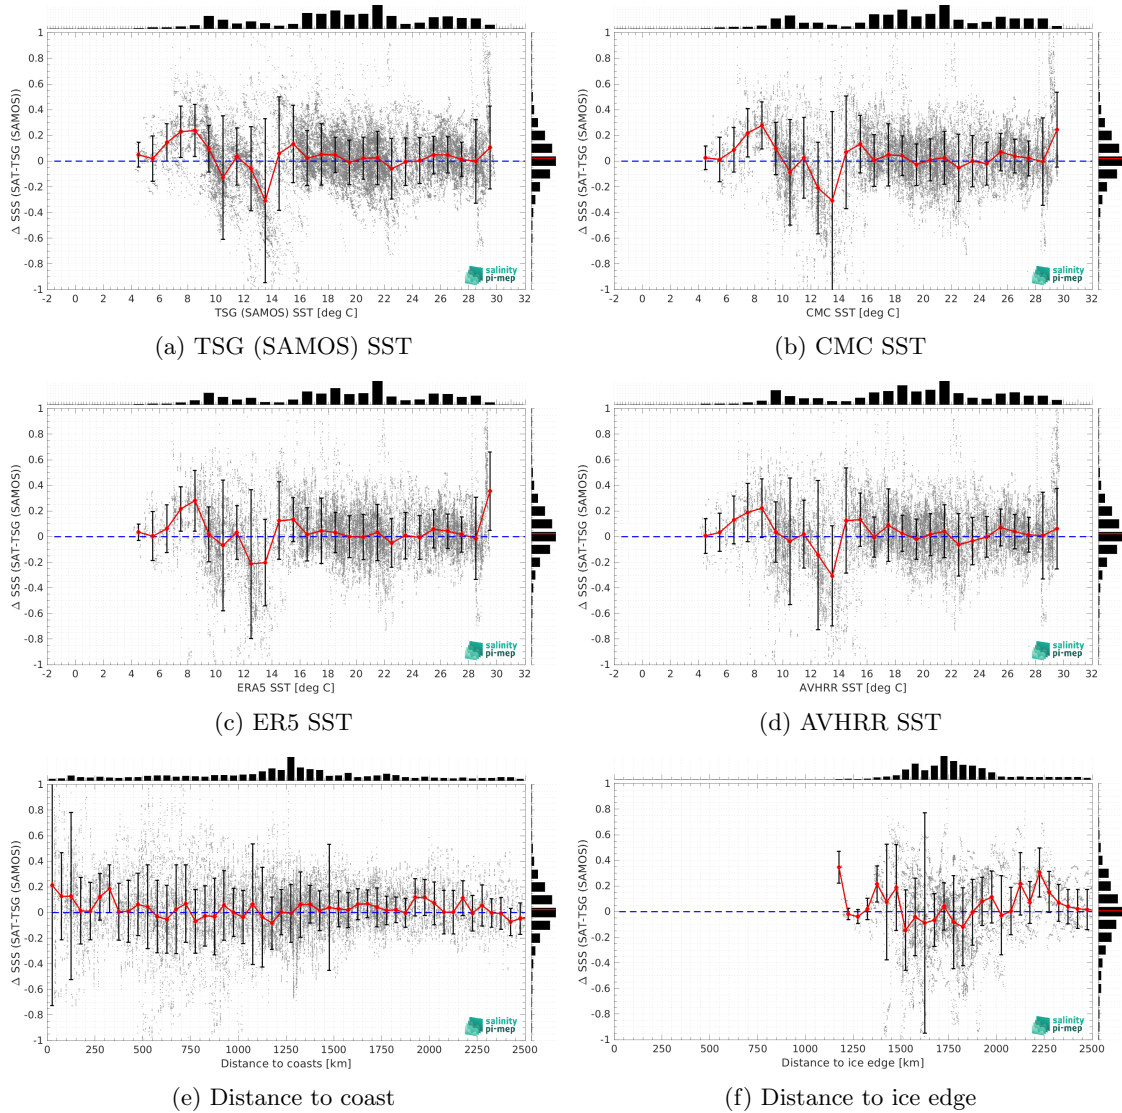 1
0.8
0.6
0.4
0.2
0
-0.2
-0.4
-0.6
-0.8
-1
Δ SSS (SAT-TSG (SAMOS))
salinity
pi-mep
-2 0 2 4 6 8 10 12 14 16 18 20 22 24 26 28 30 32
TSG (SAMOS) SST [deg C]
(a) TSG (SAMOS) SST
1
0.8
0.6
0.4
0.2
0
-0.2
-0.4
-0.6
-0.8
-1
Δ SSS (SAT-TSG (SAMOS))
salinity
pi-mep
-2 0 2 4 6 8 10 12 14 16 18 20 22 24 26 28 30 32
CMC SST [deg C]
(b) CMC SST
1
0.8
0.6
0.4
0.2
0
-0.2
-0.4
-0.6
-0.8
-1
Δ SSS (SAT-TSG (SAMOS))
salinity
pi-mep
-2 0 2 4 6 8 10 12 14 16 18 20 22 24 26 28 30 32
ERA5 SST [deg C]
(c) ER5 SST
1
0.8
0.6
0.4
0.2
0
-0.2
-0.4
-0.6
-0.8
-1
Δ SSS (SAT-TSG (SAMOS))
salinity
pi-mep
-2 0 2 4 6 8 10 12 14 16 18 20 22 24 26 28 30 32
AVHRR SST [deg C]
(d) AVHRR SST
1
0.8
0.6
0.4
0.2
0
-0.2
-0.4
-0.6
-0.8
-1
Δ SSS (SAT-TSG (SAMOS))
salinity
pi-mep
0 250 500 750 1000 1250 1500 1750 2000 2250 2500
Distance to coasts [km]
(e) Distance to coast
1
0.8
0.6
0.4
0.2
0
-0.2
-0.4
-0.6
-0.8
-1
Δ SSS (SAT-TSG (SAMOS))
salinity
pi-mep
0 250 500 750 1000 1250 1500 1750 2000 2250 2500
Distance to ice edge [km]
(f) Distance to ice edge